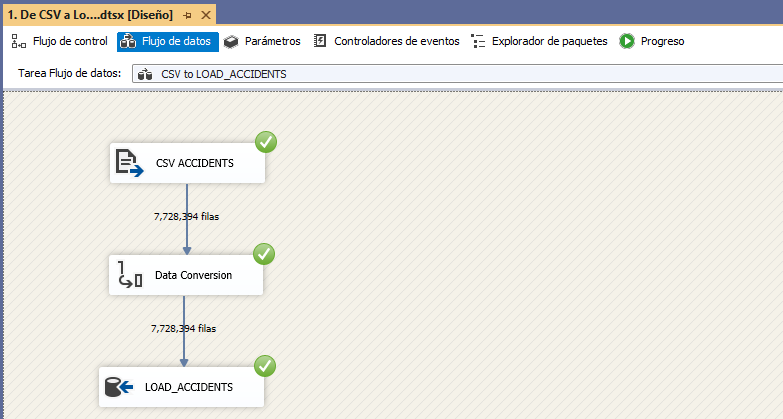 1. De CSV a Lo....dtsx [Diseño]
Flujo de control Flujo de datos Parámetros Controladores de eventos Explorador de paquetes Progreso
Tarea Flujo de datos: CSV to LOAD_ACCIDENTS
CSV ACCIDENTS
7,728,394 filas
Data Conversion
7,728,394 filas
LOAD_ACCIDENTS